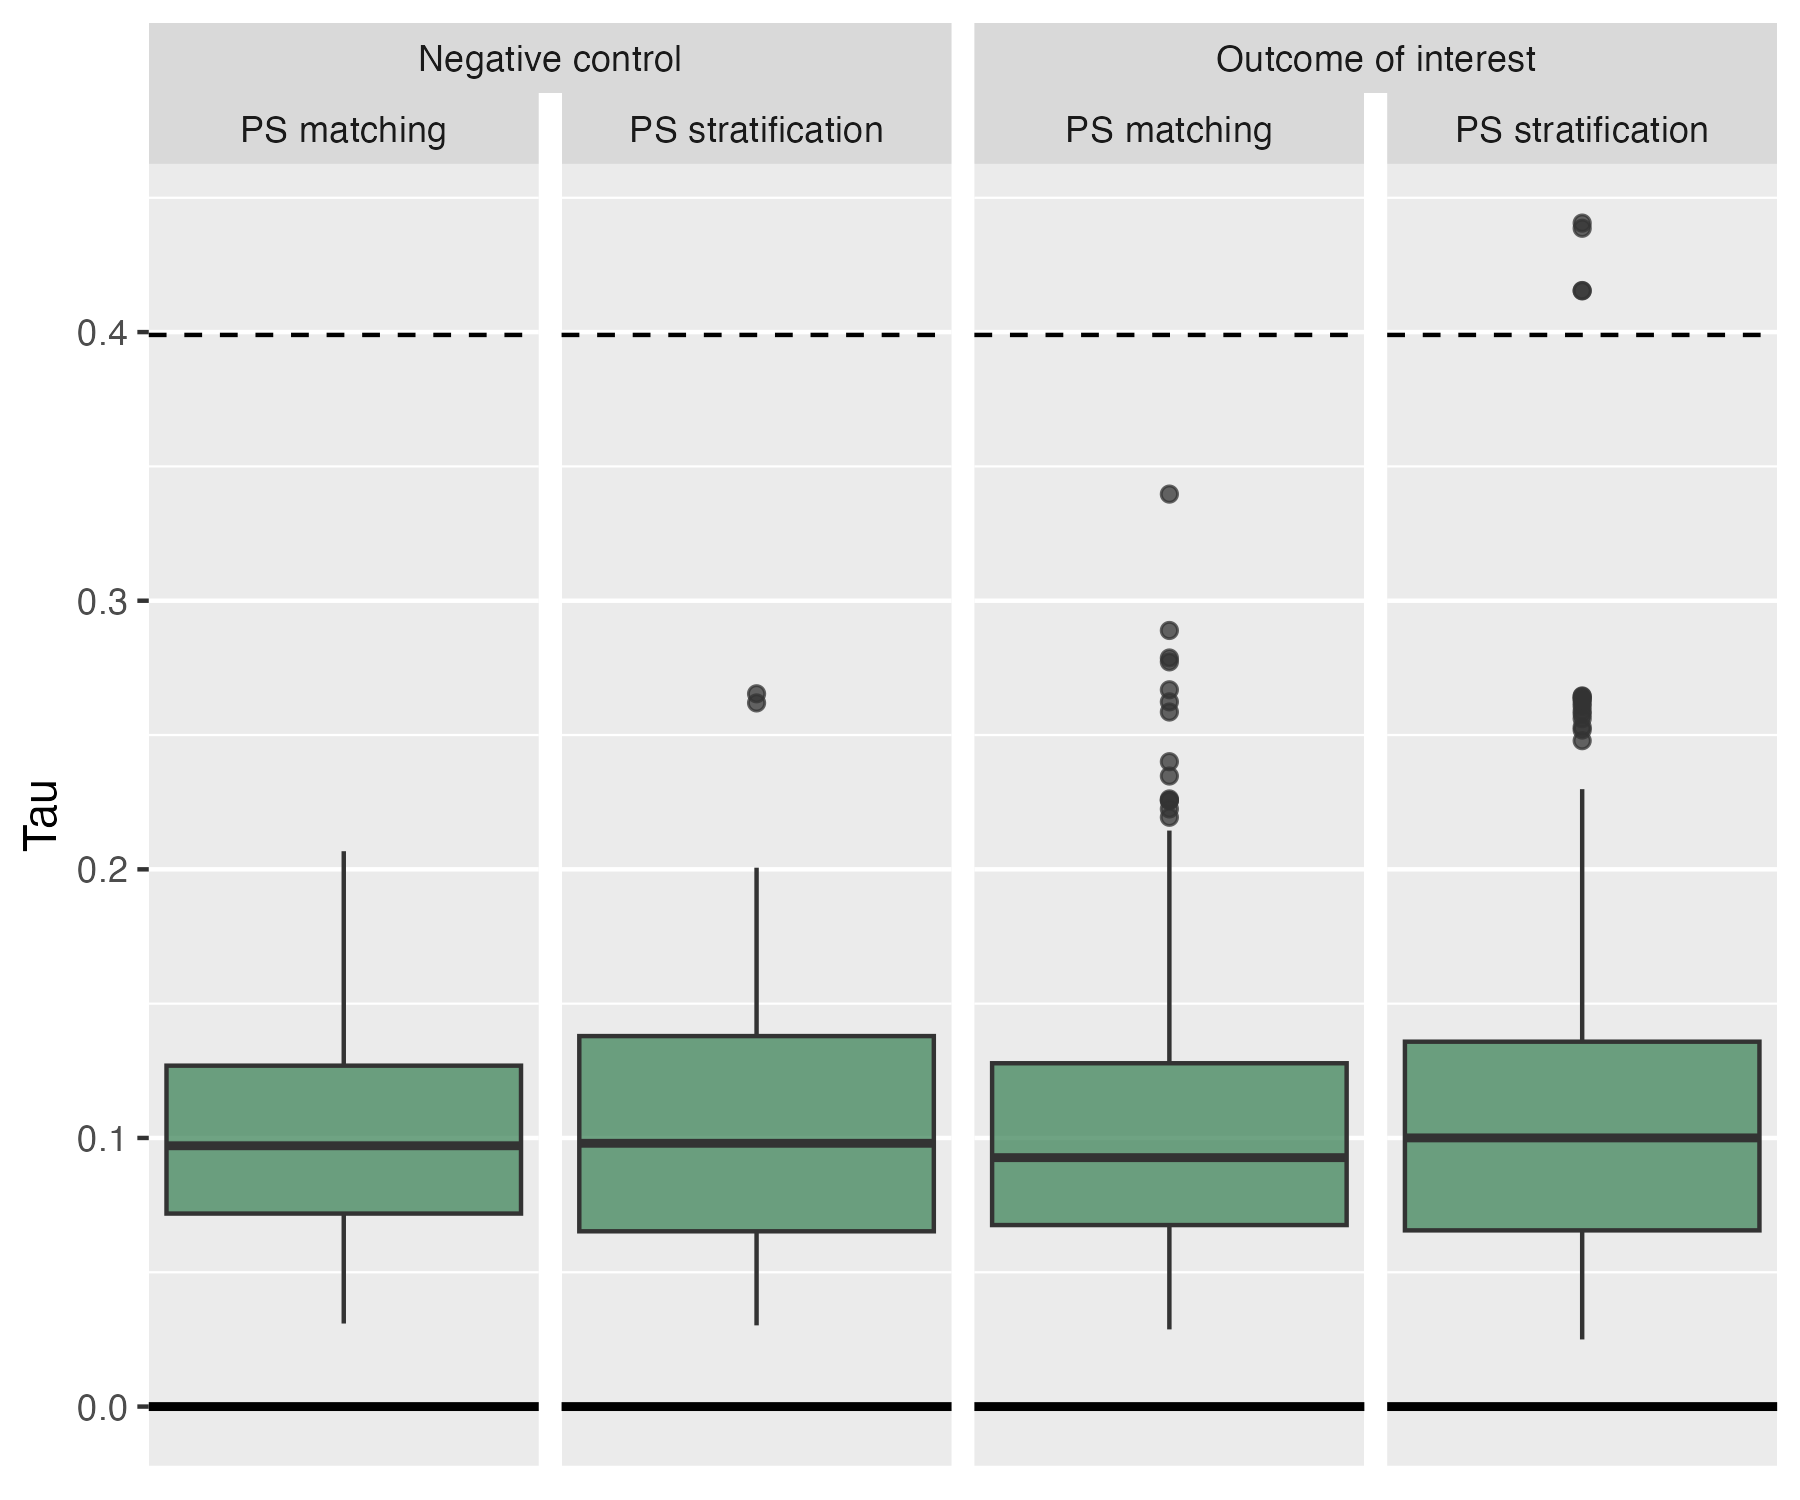 Negative control
Outcome of interest
PS matching
PS stratification
PS matching
PS stratification
0.4
0.3
0.2
0.1
0.0
Tau